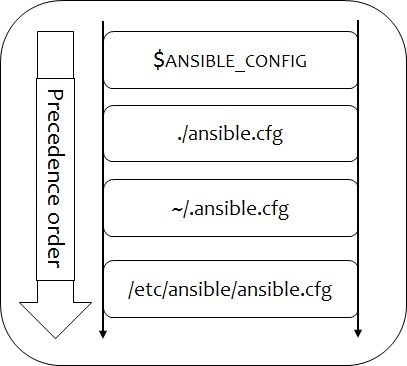 $ANSIBLE_CONFIG
./ansible.cfg
~/.ansible.cfg
/etc/ansible/ansible.cfg
Precedence order